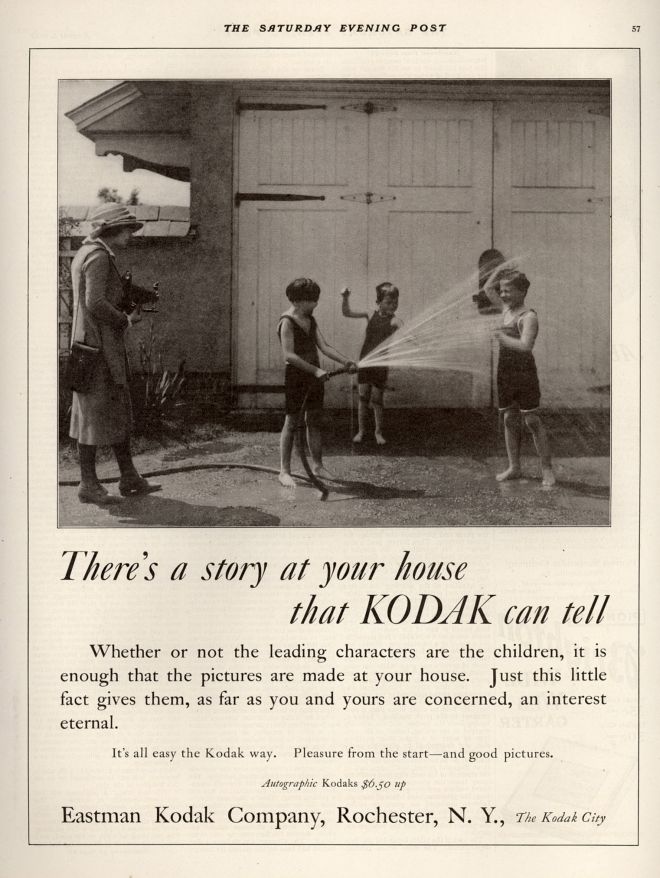 THE SATURDAY EVENING POST
57
There's a story at your house
that KODAK can tell
Whether or not the leading characters are the children, it is
enough that the pictures are made at your house. Just this little
fact gives them, as far as you and yours are concerned, an interest
eternal.
It's all easy the Kodak way. Pleasure from the start—and good pictures.
Autographic Kodaks $6.50 up
Eastman Kodak Company, Rochester, N. Y., The Kodak City